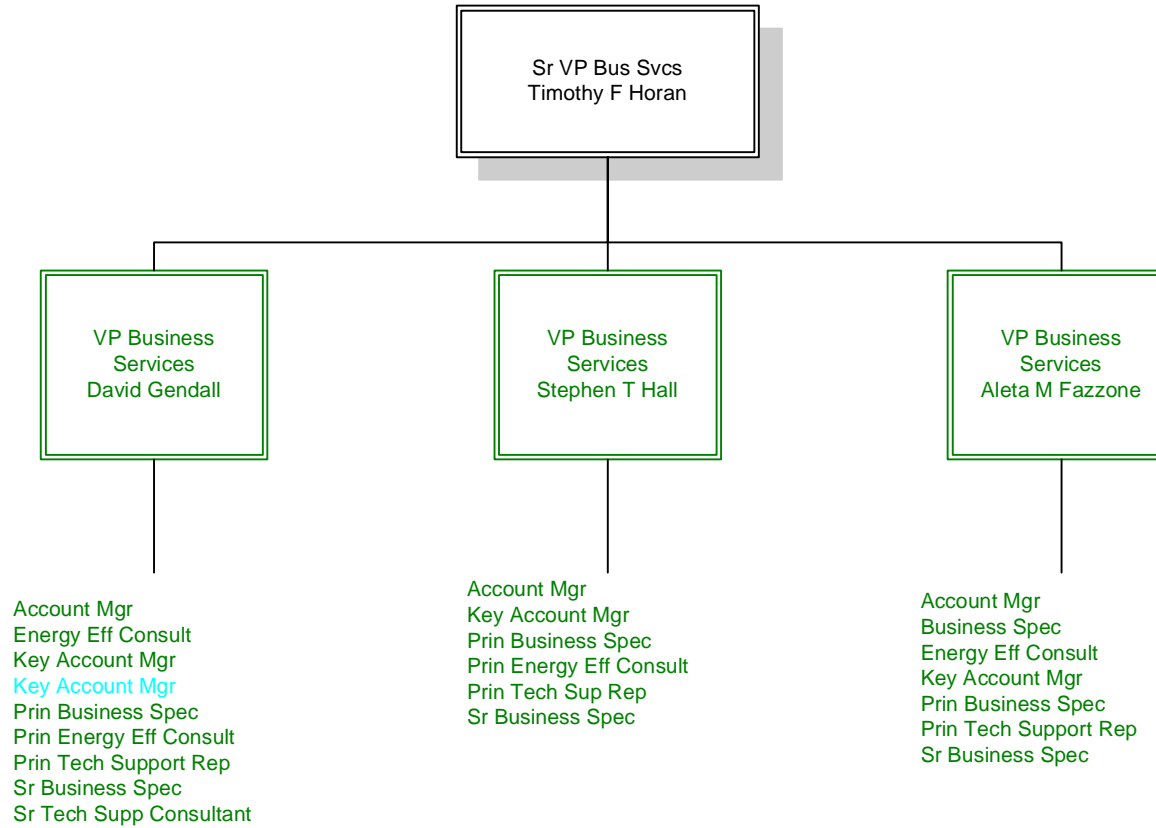 Sr VP Bus Svcs
Timothy F Horan
VP Business
Services
David Gendall
VP Business
Services
Stephen T Hall
VP Business
Services
Aleta M Fazzone
Account Mgr
Energy Eff Consult
Key Account Mgr
Key Account Mgr
Prin Business Spec
Prin Energy Eff Consult
Prin Tech Support Rep
Sr Business Spec
Sr Tech Supp Consultant
Account Mgr
Key Account Mgr
Prin Business Spec
Prin Energy Eff Consult
Prin Tech Sup Rep
Sr Business Spec
Account Mgr
Business Spec
Energy Eff Consult
Key Account Mgr
Prin Business Spec
Prin Tech Support Rep
Sr Business Spec